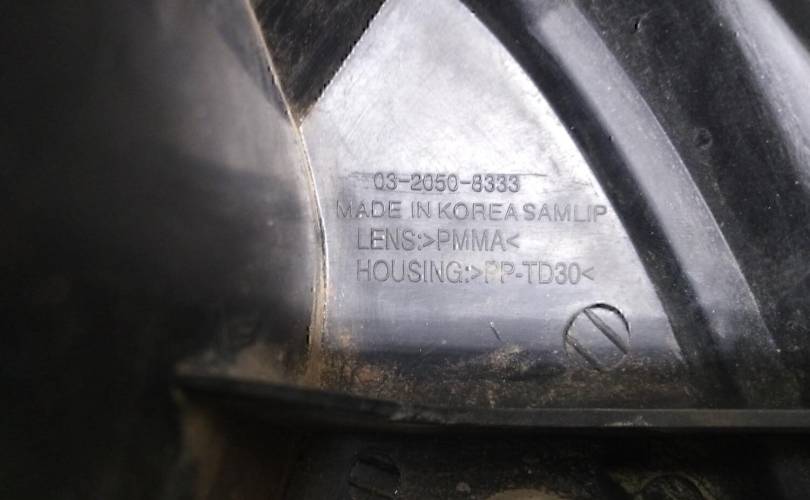 03-2050-8333
MADE IN KOREA SAMLIP
LENS:>PMMA<
HOUSING:>PP-TD30<